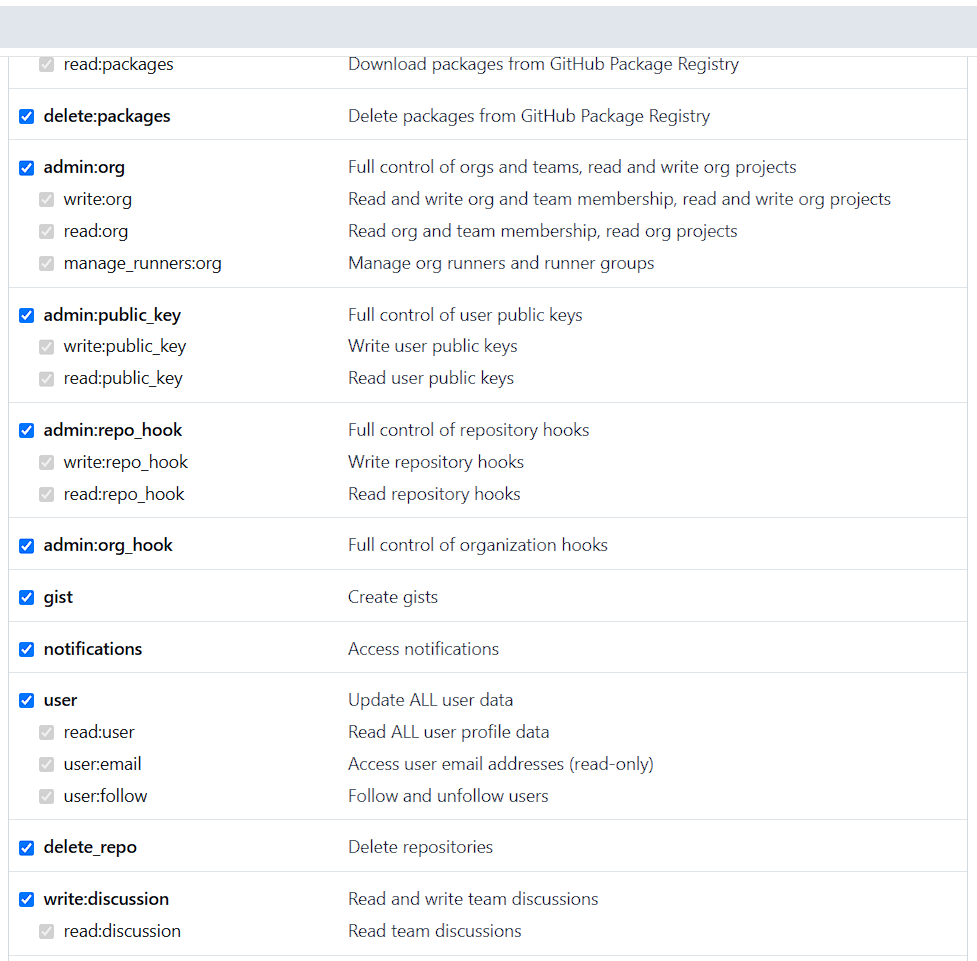 read:packages Download packages from GitHub Package Registry
delete:packages Delete packages from GitHub Package Registry
admin:org Full control of orgs and teams, read and write org projects
write:org Read and write org and team membership, read and write org projects
read:org Read org and team membership, read org projects
manage_runners:org Manage org runners and runner groups
admin:public_key Full control of user public keys
write:public_key Write user public keys
read:public_key Read user public keys
admin:repo_hook Full control of repository hooks
write:repo_hook Write repository hooks
read:repo_hook Read repository hooks
admin:org_hook Full control of organization hooks
gist Create gists
notifications Access notifications
user Update ALL user data
read:user Read ALL user profile data
user:email Access user email addresses (read-only)
user:follow Follow and unfollow users
delete_repo Delete repositories
write:discussion Read and write team discussions
read:discussion Read team discussions